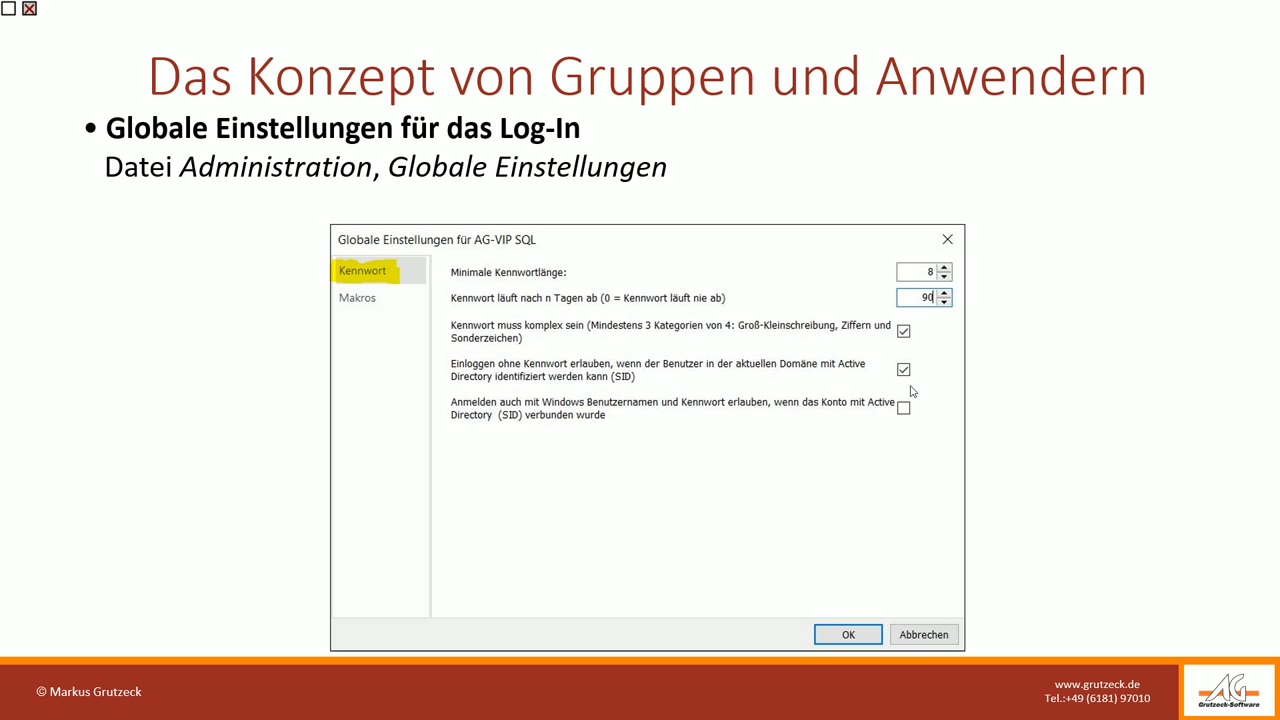 Das Konzept von Gruppen und Anwendern
• Globale Einstellungen für das Log-In
Datei Administration, Globale Einstellungen
Globale Einstellungen für AG-VIP SQL
Kennwort
Makros
Minimale Kennwortlänge:
8
Kennwort läuft nach n Tagen ab (0 = Kennwort läuft nie ab)
90
Kennwort muss komplex sein (Mindestens 3 Kategorien von 4: Groß-Kleinschreibung, Ziffern und
Sonderzeichen)
Einloggen ohne Kennwort erlauben, wenn der Benutzer in der aktuellen Domäne mit Active
Directory identifiziert werden kann (SID)
Anmelden auch mit Windows Benutzernamen und Kennwort erlauben, wenn das Konto mit Active
Directory (SID) verbunden wurde
OK
Abbrechen
© Markus Grutzeck
www.grutzeck.de
Tel.:+49 (6181) 97010
AG
Grutzeck-Software